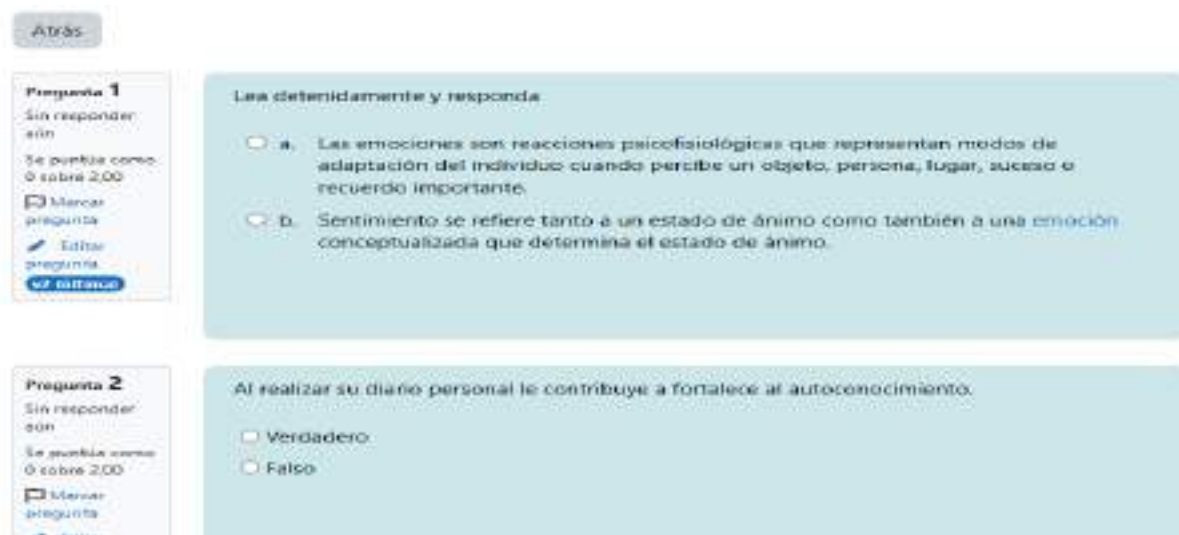 Atrás
Pregunta 1
Sin responder
aún
Se puntúa como
0 sobre 2,00
Marcar
pregunta
Editar
pregunta
Lea detenidamente y responda
a. Las emociones son reacciones psicofisiológicas que representan modos de
adaptación del individuo cuando percibe un objeto, persona, lugar, suceso o
recuerdo importante.
b. Sentimiento se refiere tanto a un estado de ánimo como también a una emoción
conceptualizada que determina el estado de ánimo.
Pregunta 2
Sin responder
aún
Se puntúa como
0 sobre 2,00
Marcar
pregunta
Al realizar su diario personal le contribuye a fortalece al autoconocimiento.
Verdadero
Falso